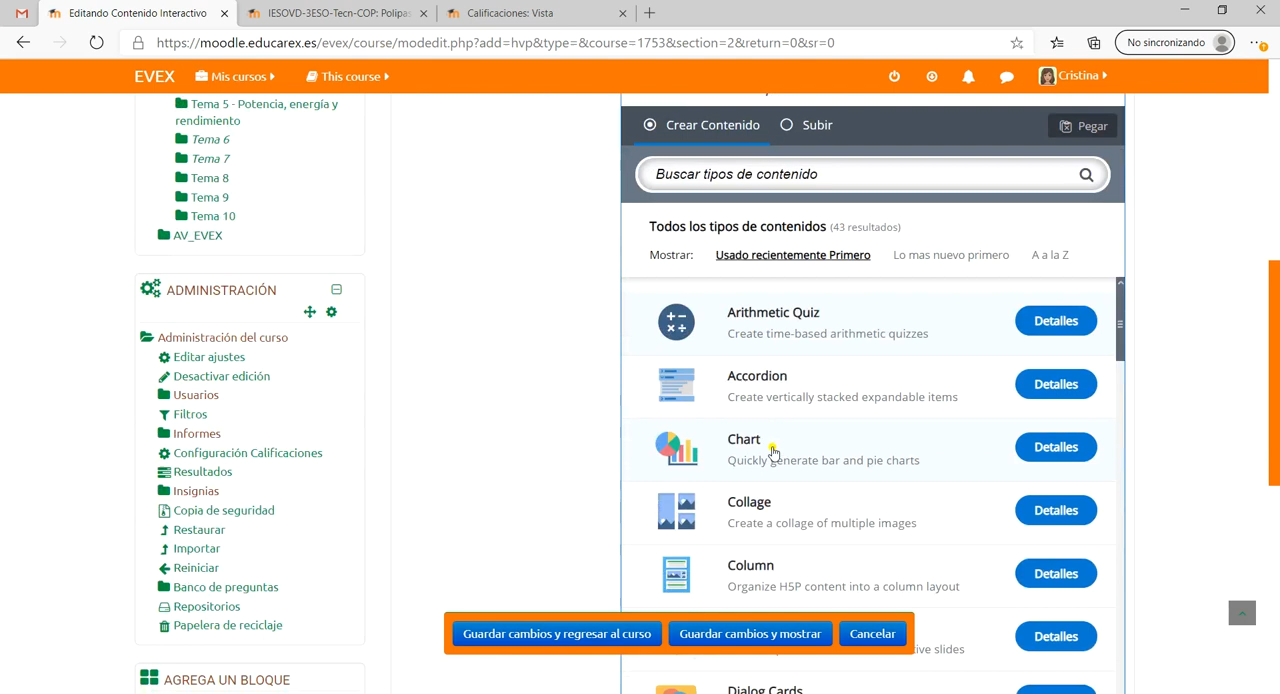 Editando Contenido Interactivo
IESOVD-3ESO-Tecn-COP: Polipas
Calificaciones: Vista
https://moodle.educarex.es/evex/course/modedit.php?add=hvp&type=&course=1753&section=2&return=0&sr=0
No sincronizando
EVEX
Mis cursos
This course
Cristina
Tema 5 - Potencia, energía y
rendimiento
Tema 6
Tema 7
Tema 8
Tema 9
Tema 10
AV_EVEX
ADMINISTRACIÓN
Administración del curso
Editar ajustes
Desactivar edición
Usuarios
Filtros
Informes
Configuración Calificaciones
Resultados
Insignias
Copia de seguridad
Restaurar
Importar
Reiniciar
Banco de preguntas
Repositorios
Papelera de reciclaje
AGREGA UN BLOQUE
Crear Contenido
Subir
Pegar
Buscar tipos de contenido
Todos los tipos de contenidos (43 resultados)
Mostrar: Usado recientemente Primero Lo mas nuevo primero A a la Z
Arithmetic Quiz
Create time-based arithmetic quizzes
Detalles
Accordion
Create vertically stacked expandable items
Detalles
Chart
Quickly generate bar and pie charts
Detalles
Collage
Create a collage of multiple images
Detalles
Column
Organize H5P content into a column layout
Detalles
Guardar cambios y regresar al curso
Guardar cambios y mostrar
Cancelar
ive slides
Detalles
Dialog Cards